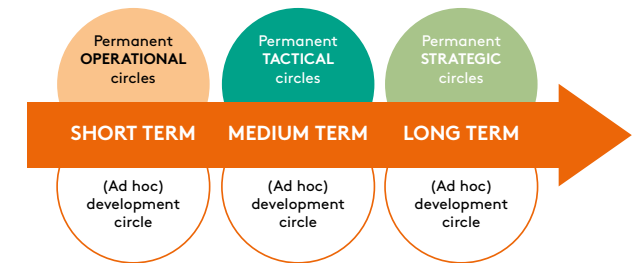 Permanent
OPERATIONAL
circles
Permanent
TACTICAL
circles
Permanent
STRATEGIC
circles
SHORT TERM
MEDIUM TERM
LONG TERM
(Ad hoc)
development
circle
(Ad hoc)
development
circle
(Ad hoc)
development
circle